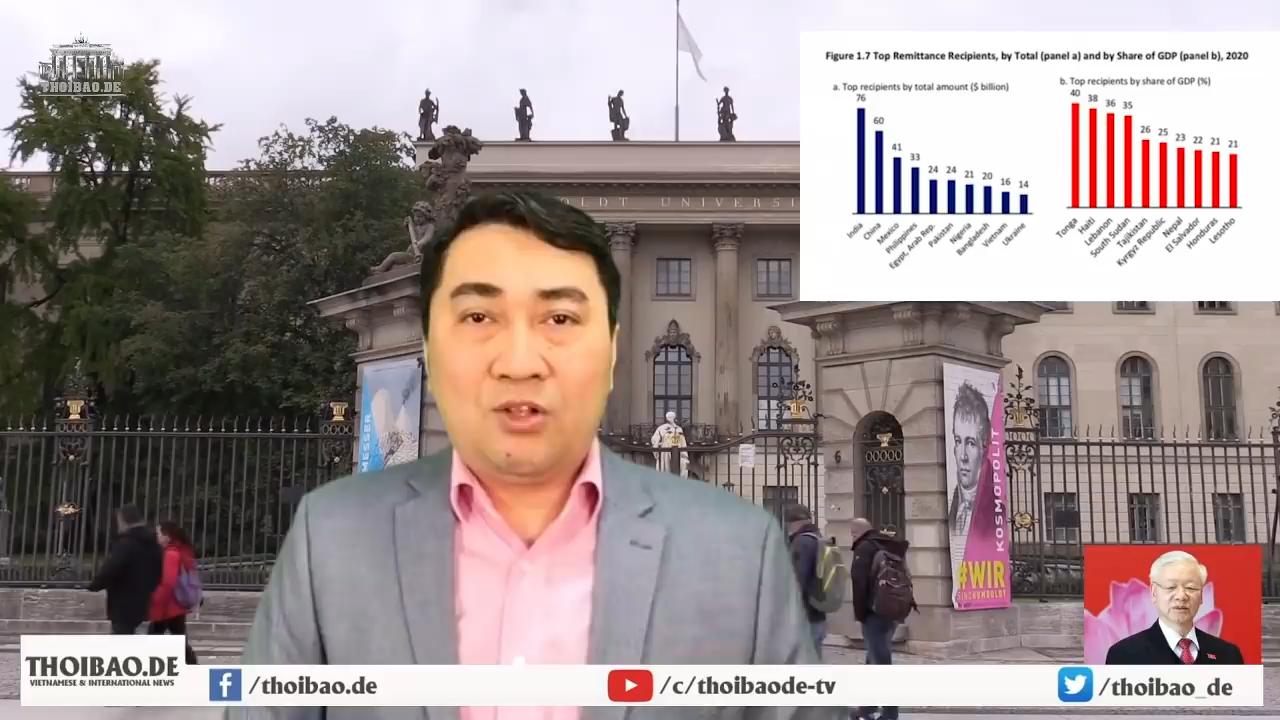 THOIBAO.DE
Figure 1.7 Top Remittance Recipients, by Total (panel a) and by Share of GDP (panel b), 2020
a. Top recipients by total amount ($ billion)
76
60
41
33
24
24
21
20
16
14
India
China
Mexico
Philippines
Egypt, Arab Rep.
Pakistan
Nigeria
Bangladesh
Vietnam
Ukraine
b. Top recipients by share of GDP (%)
40
38
36
35
26
25
23
22
21
21
Tonga
Haiti
Lebanon
South Sudan
Tajikistan
Kyrgyz Republic
Nepal
El Salvador
Honduras
Lesotho
OLDT UNIVERSI
MESSER
6
KOSMOPOLIT
#WIR
SINDHUMBOLDT
THOIBAO.DE
VIETNAMESE & INTERNATIONAL NEWS
/thoibao.de
/c/thoibaode-tv
/thoibao_de